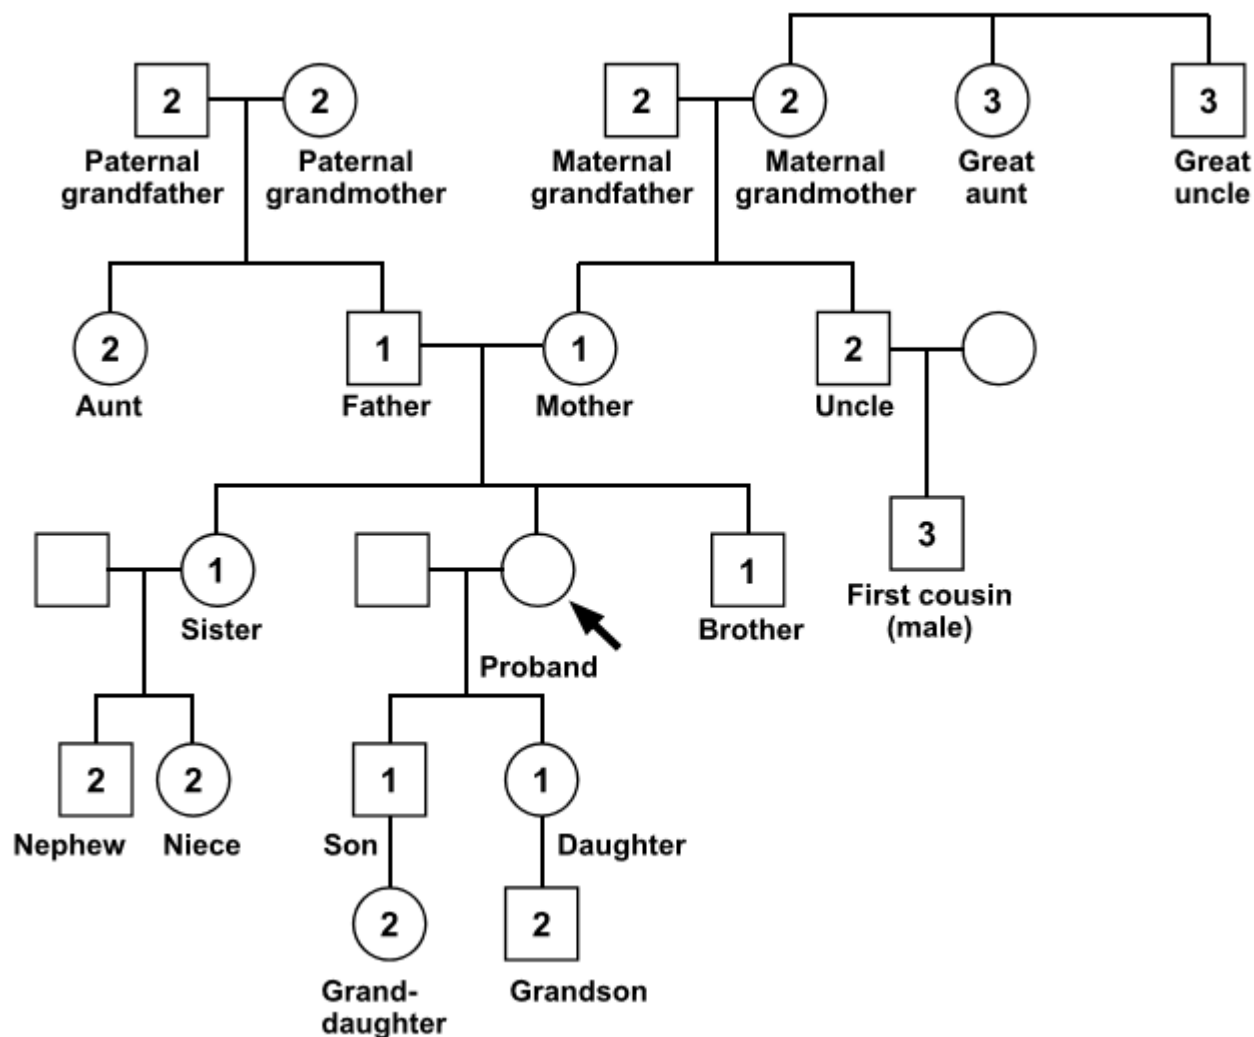 2 2 2 2 3 3
Paternal Paternal Maternal Maternal Great Great
grandfather grandmother grandfather grandmother aunt uncle
2 1 1 2
Aunt Father Mother Uncle
3
First cousin
(male)
1 1
Sister Brother
Proband
2 2 1 1
Nephew Niece Son Daughter
2 2
Grand- Grandson
daughter